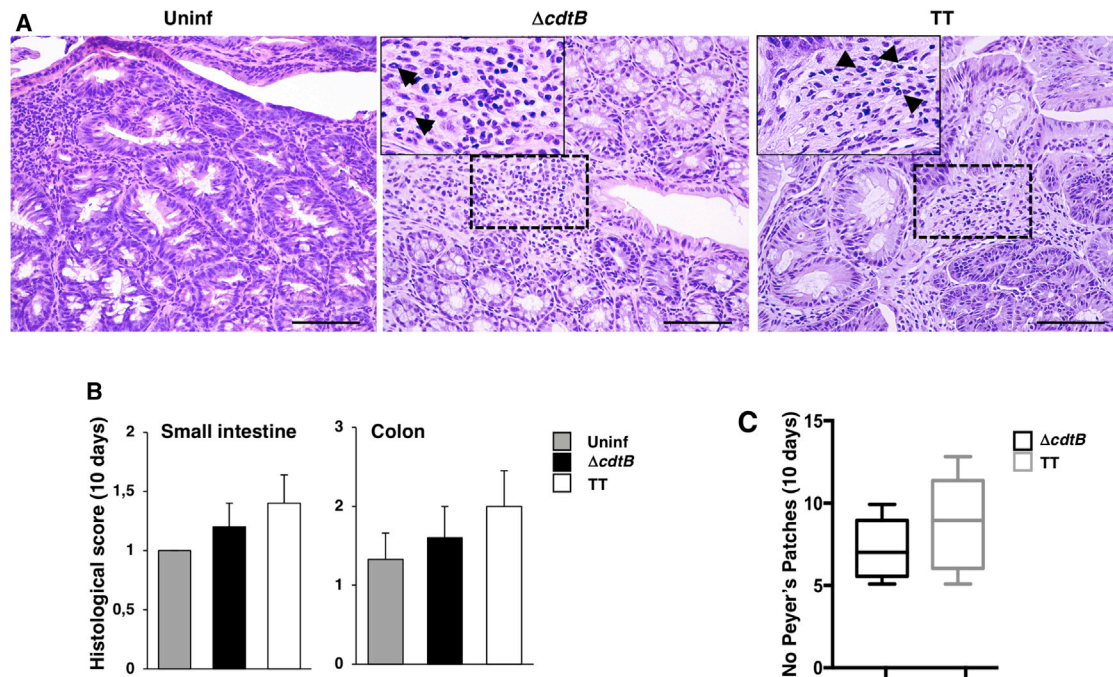 A
Uninf
ΔcdtB
TT
B
Histological score (10 days)
2
1,5
1
0,5
0
Small intestine
3
2
1
0
Colon
Uninf
ΔcdtB
TT
C
No Peyer's Patches (10 days)
15
10
5
0
ΔcdtB
TT